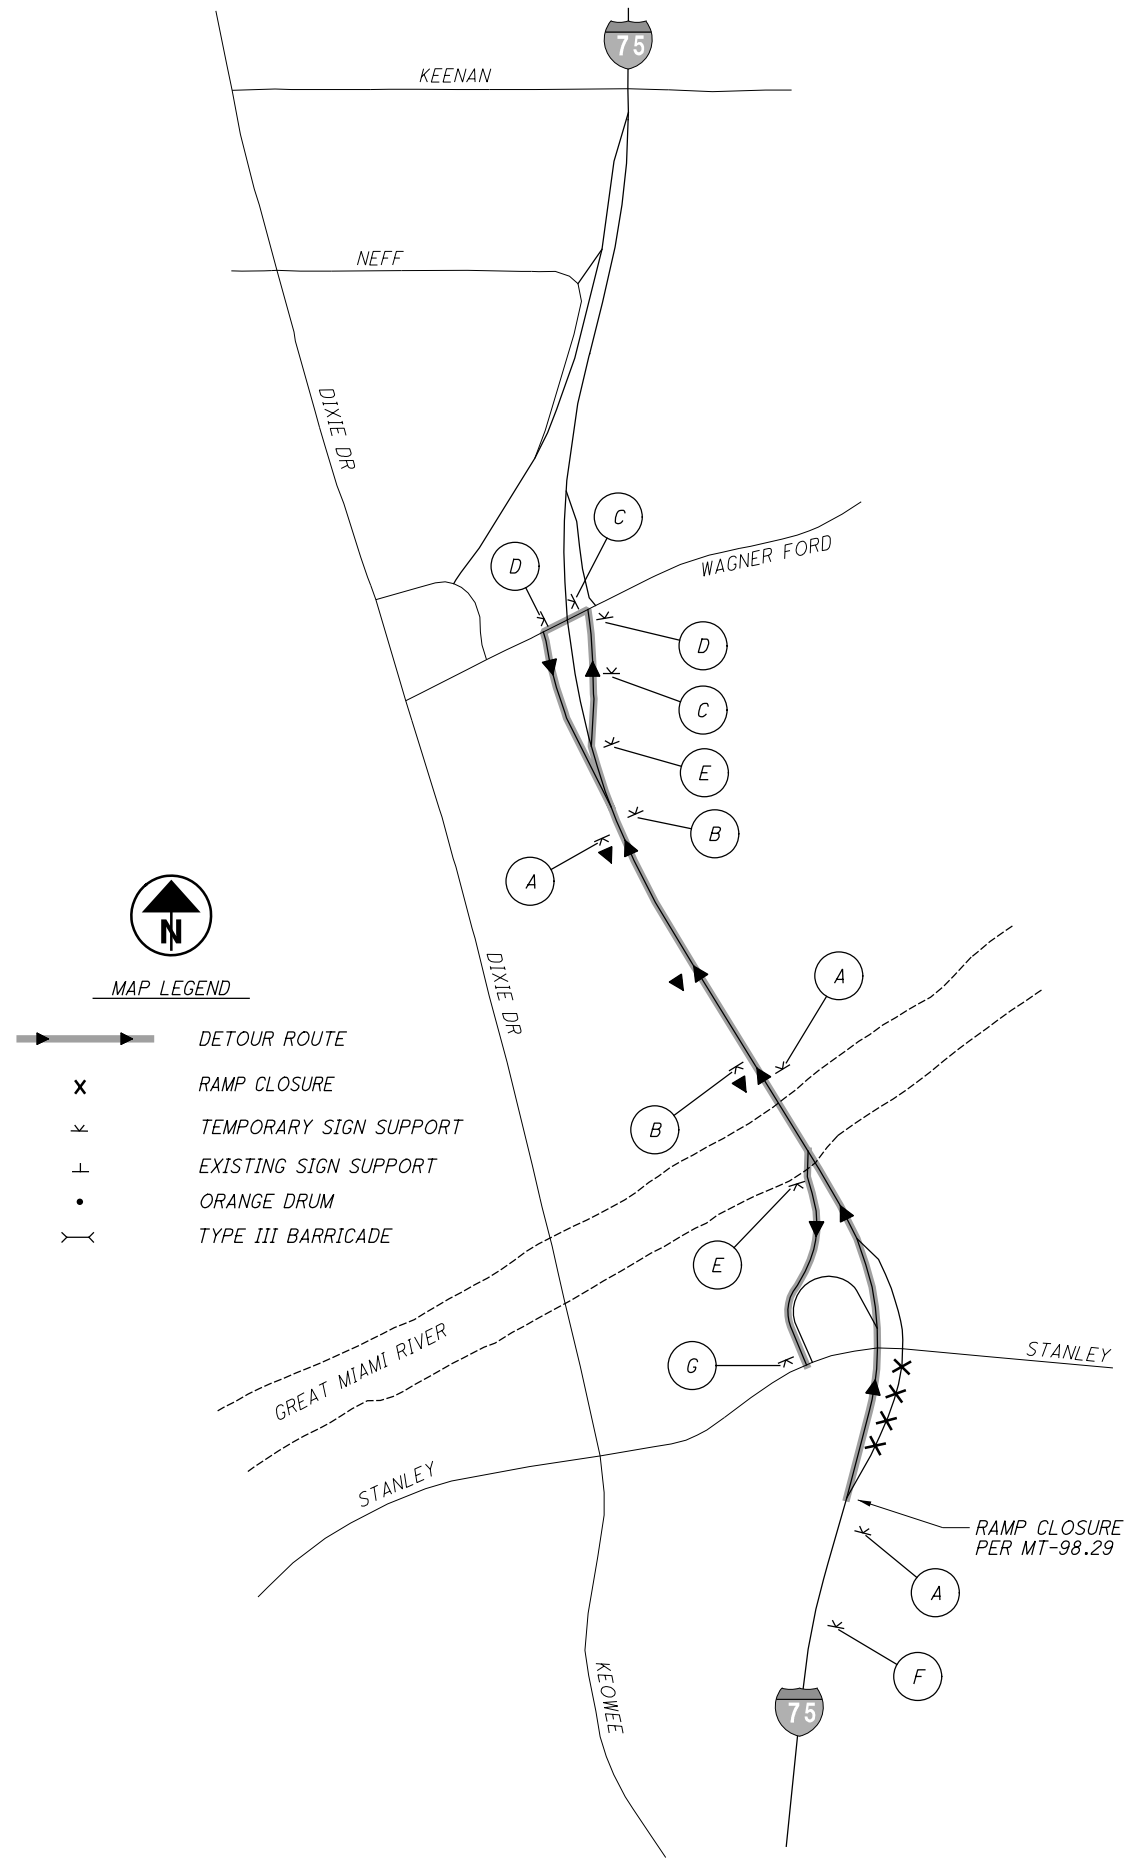 75
KEENAN
NEFF
DIXIE DR
C
D
WAGNER FORD
D
C
E
B
A
N
MAP LEGEND
DETOUR ROUTE
RAMP CLOSURE
TEMPORARY SIGN SUPPORT
EXISTING SIGN SUPPORT
ORANGE DRUM
TYPE III BARRICADE
DIXIE DR
A
B
E
GREAT MIAMI RIVER
G
STANLEY
STANLEY
RAMP CLOSURE
PER MT-98.29
A
F
KEOWEE
75